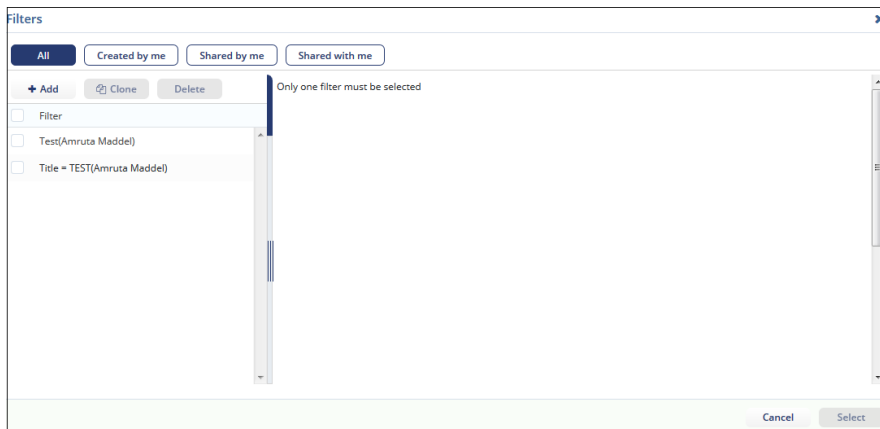 Filters
All Created by me Shared by me Shared with me
+ Add Clone Delete
Only one filter must be selected
Filter
Test(Amruta Maddel)
Title = TEST(Amruta Maddel)
Cancel Select